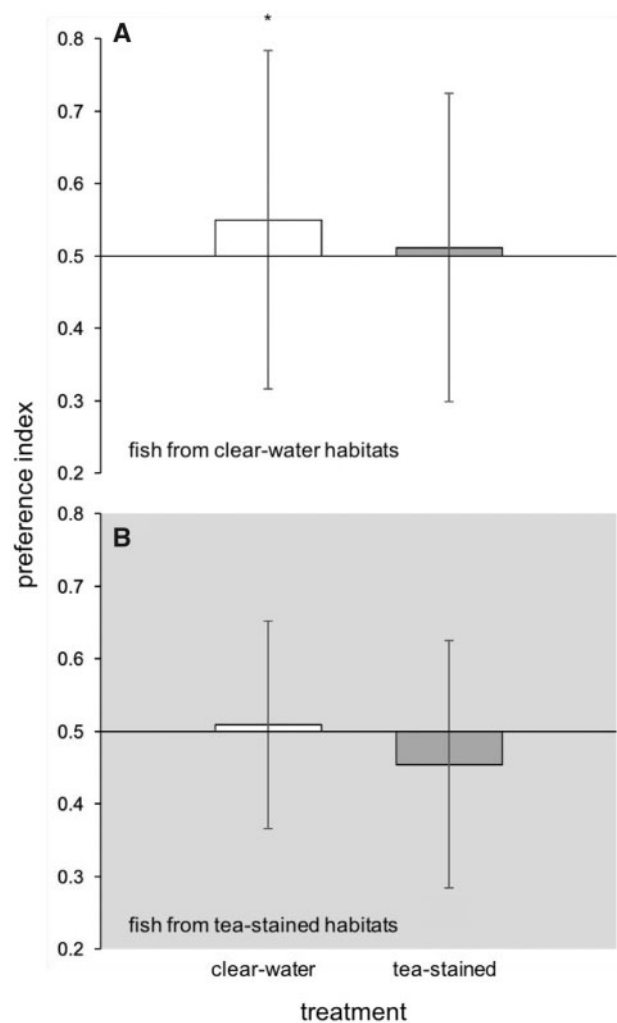 *
A
0.8
0.7
0.6
0.5
0.4
0.3
0.2
fish from clear-water habitats
preference index
B
0.8
0.7
0.6
0.5
0.4
0.3
0.2
fish from tea-stained habitats
clear-water tea-stained
treatment